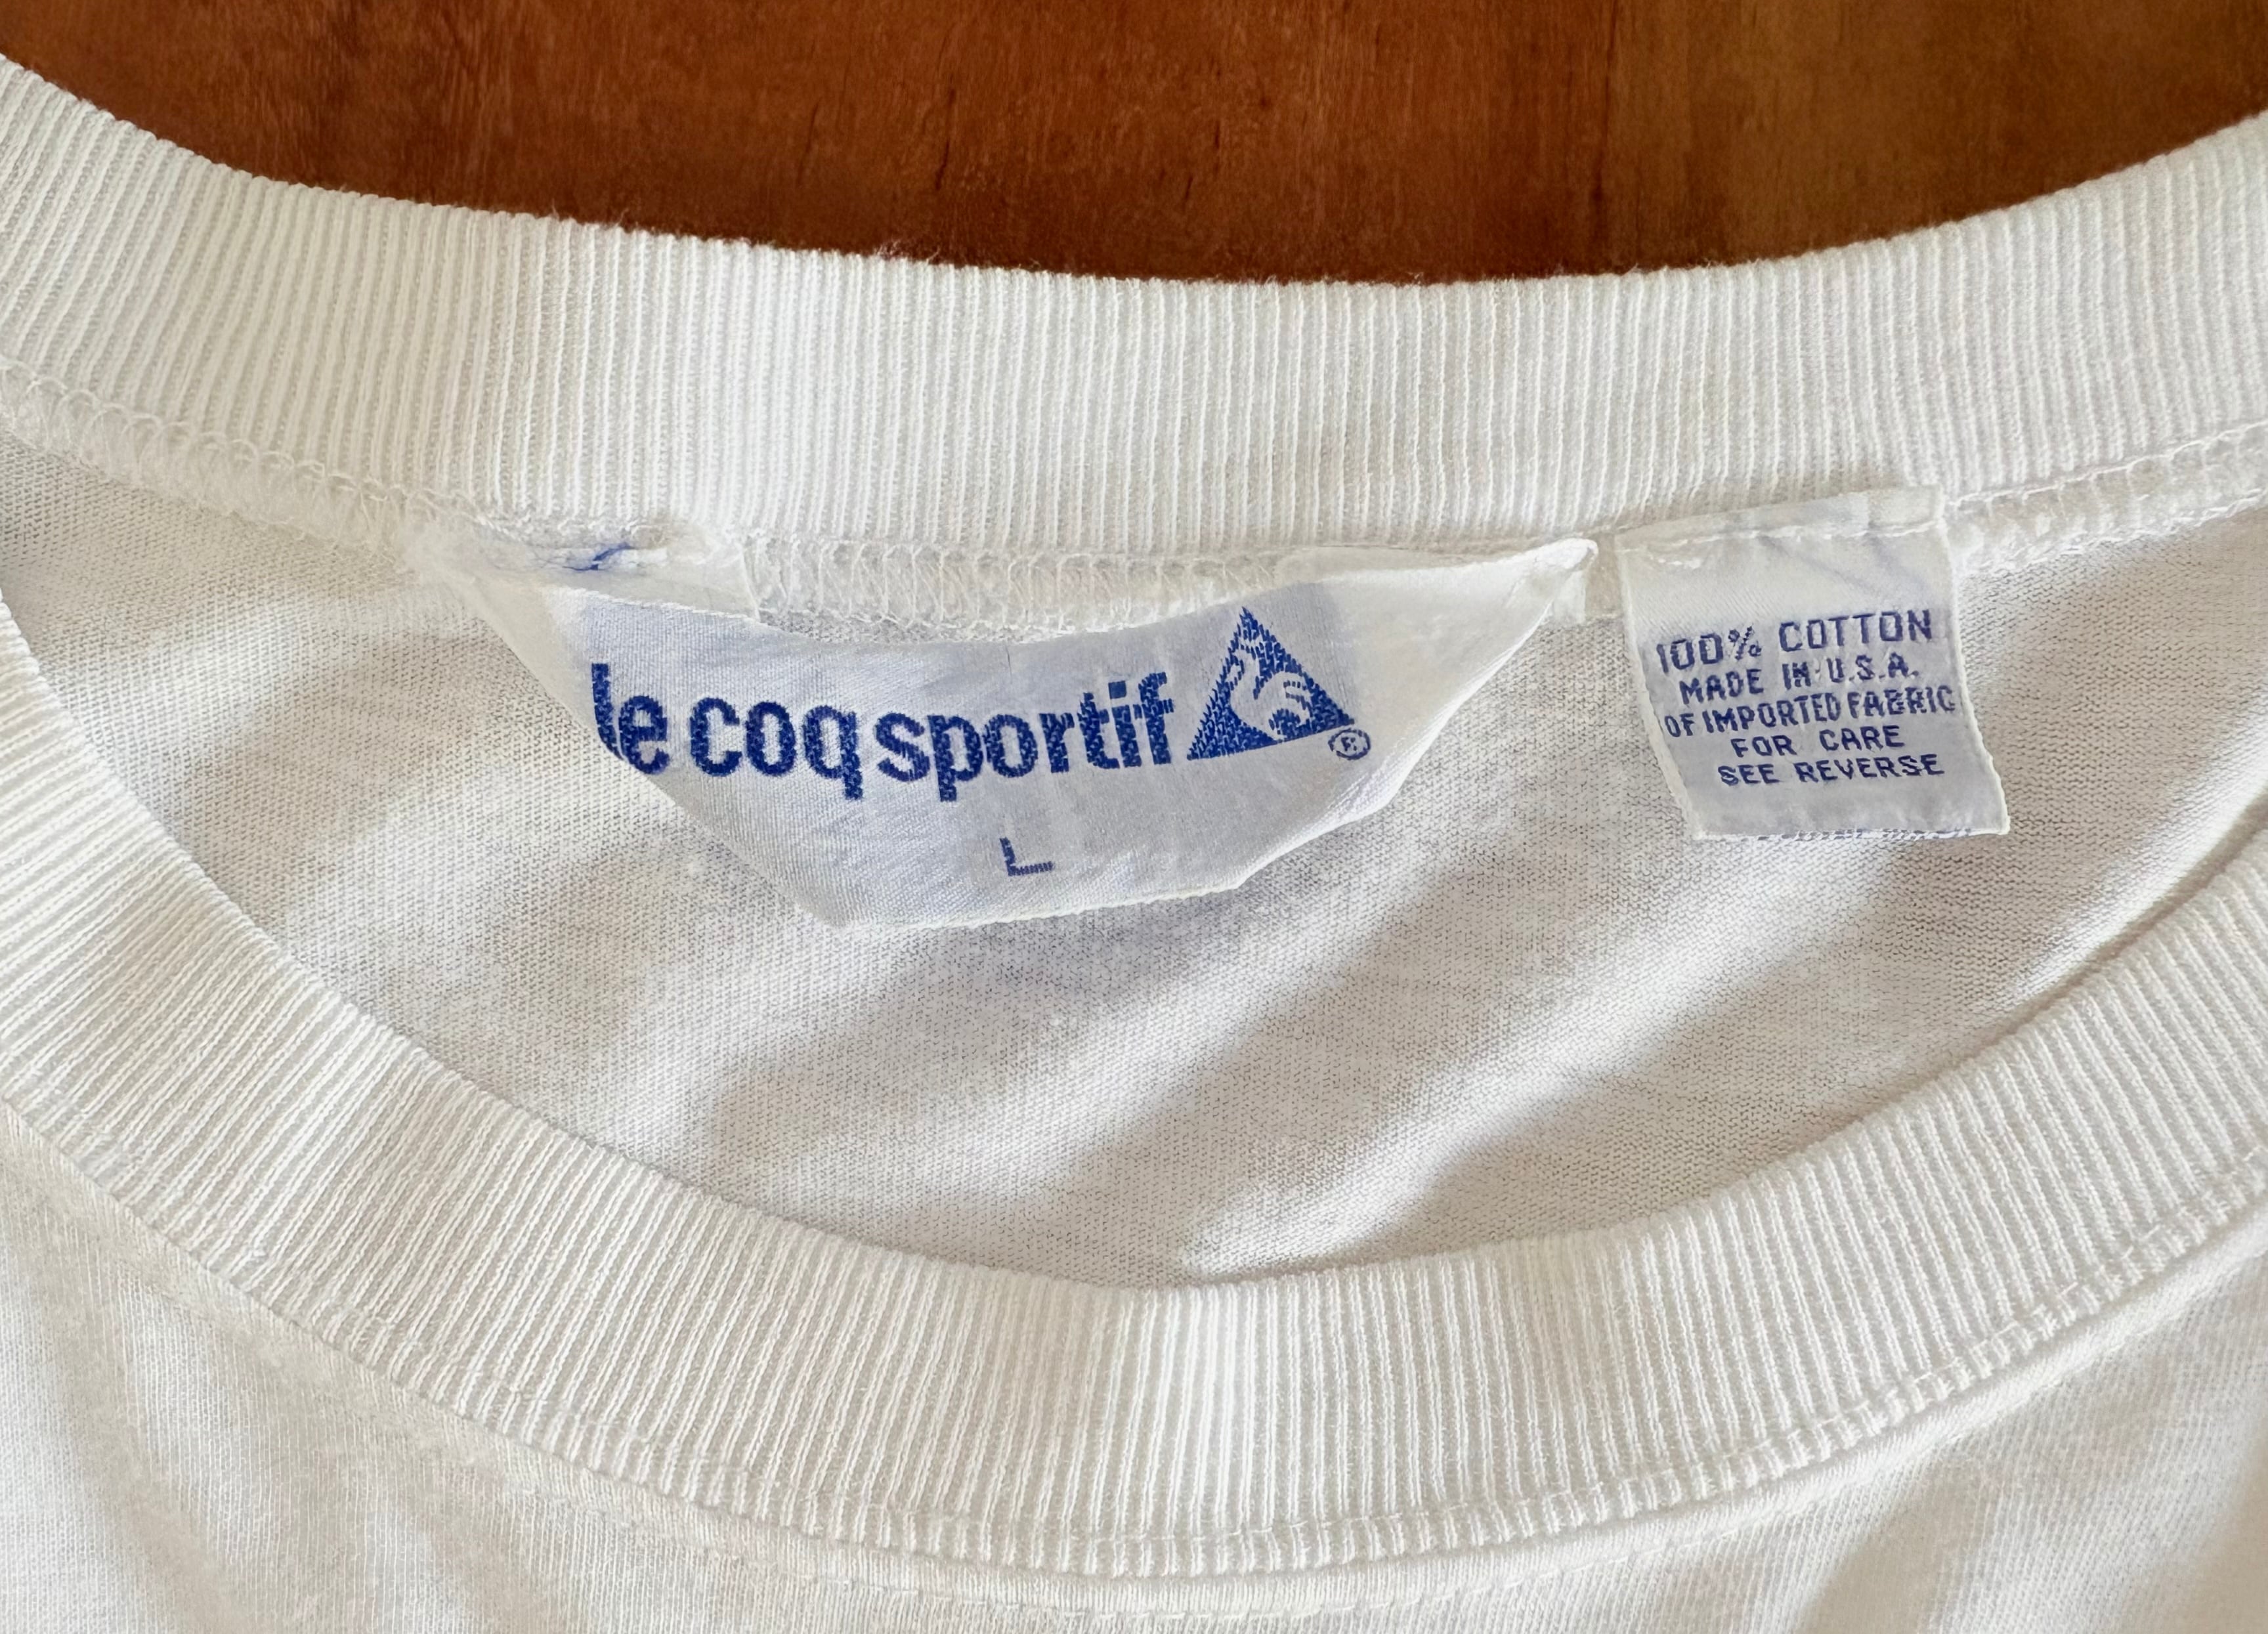 le coq sportif ®
L
100% COTTON
MADE IN U.S.A.
OF IMPORTED FABRIC
FOR CARE
SEE REVERSE